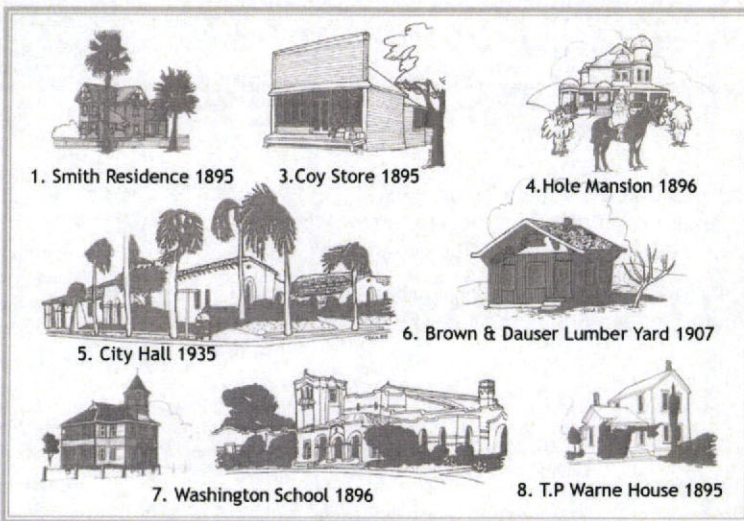 1. Smith Residence 1895
3.Coy Store 1895
4.Hole Mansion 1896
5. City Hall 1935
6. Brown & Dauser Lumber Yard 1907
7. Washington School 1896
8. T.P Warne House 1895